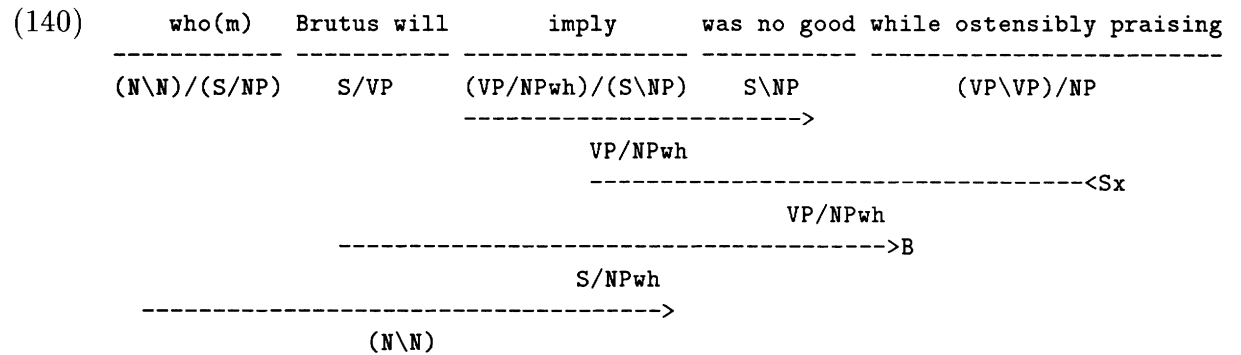 (140) who(m) Brutus will imply was no good while ostensibly praising
------------ ----------- ---------------- ------------ -----------------------------
(N\N)/(S/NP) S/VP (VP/NPwh)/(S\NP) S\NP (VP\VP)/NP
------------------------->
VP/NPwh
------------------------------------<Sx
VP/NPwh
---------------------------------------->B
S/NPwh
-------------------------------------->
(N\N)